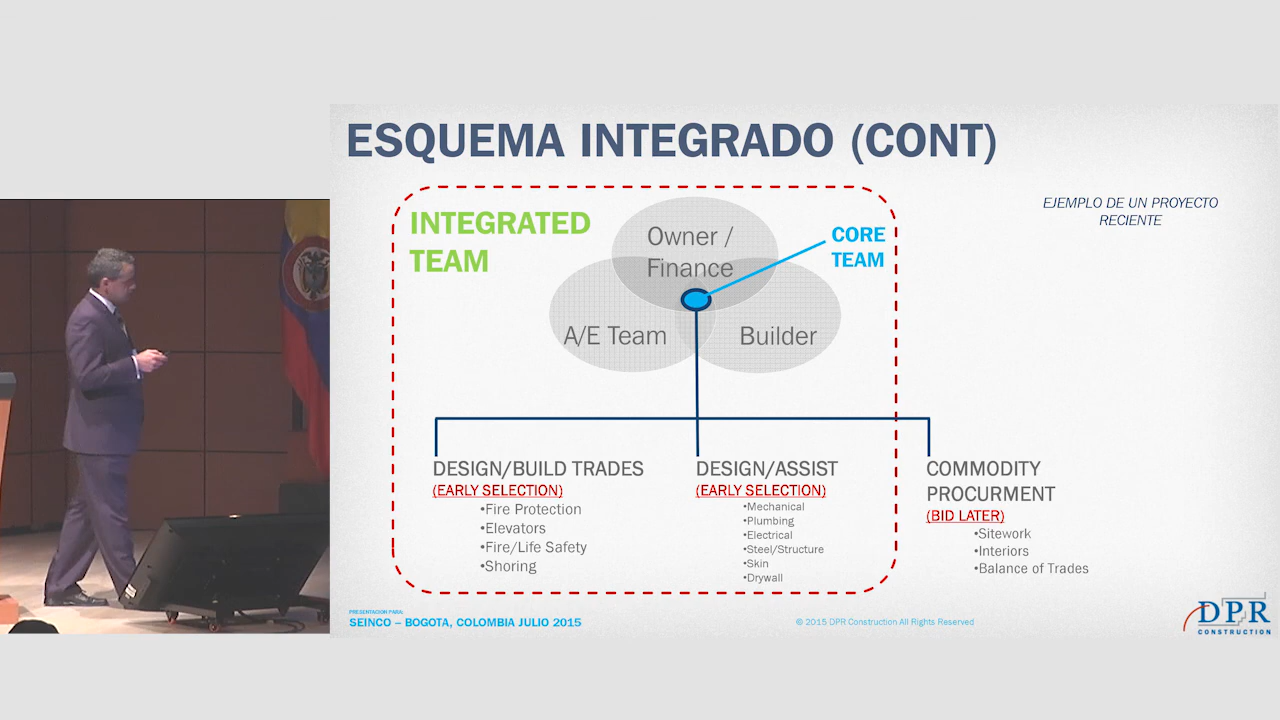 ESQUEMA INTEGRADO (CONT)
EJEMPLO DE UN PROYECTO
RECIENTE
INTEGRATED
TEAM
Owner /
Finance
CORE
TEAM
A/E Team
Builder
DESIGN/BUILD TRADES
(EARLY SELECTION)
•Fire Protection
•Elevators
•Fire/Life Safety
•Shoring
DESIGN/ASSIST
(EARLY SELECTION)
•Mechanical
•Plumbing
•Electrical
•Steel/Structure
•Skin
•Drywall
COMMODITY
PROCURMENT
(BID LATER)
•Sitework
•Interiors
•Balance of Trades
PRESENTACION PARA:
SEINCO – BOGOTA, COLOMBIA JULIO 2015
© 2015 DPR Construction All Rights Reserved
DPR
CONSTRUCTION